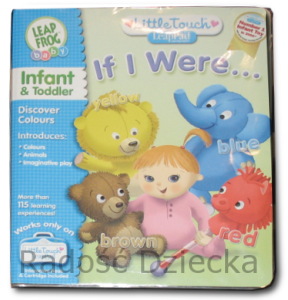 LEAP
FROG
baby
LittleTouch
LeapPad
Infant
& Toddler
If I Were...
Discover
Colours
Introduces:
• Colours
• Animals
• Imaginative play
More than
115 learning
experiences!
Works only on
LittleTouch
yellow
blue
brown
red
Radość Dziecka